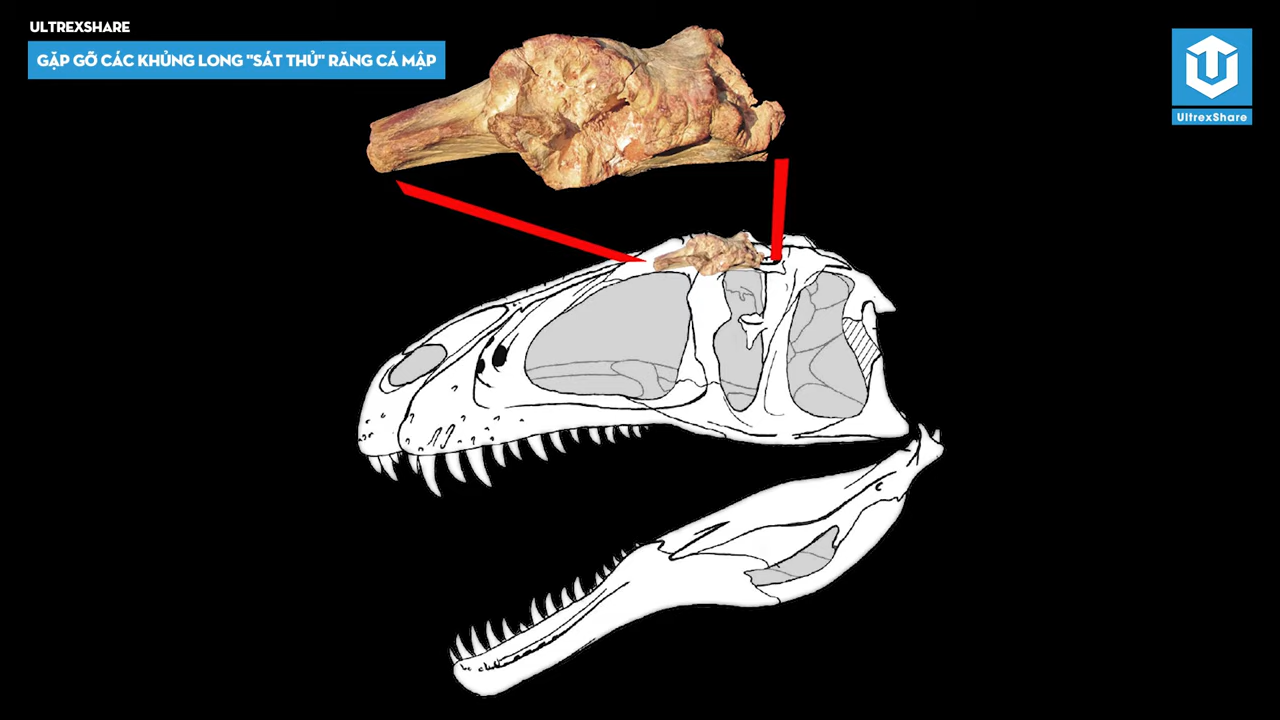 ULTREXSHARE
GẶP GỠ CÁC KHỦNG LONG "SÁT THỦ" RĂNG CÁ MẬP
UltrexShare